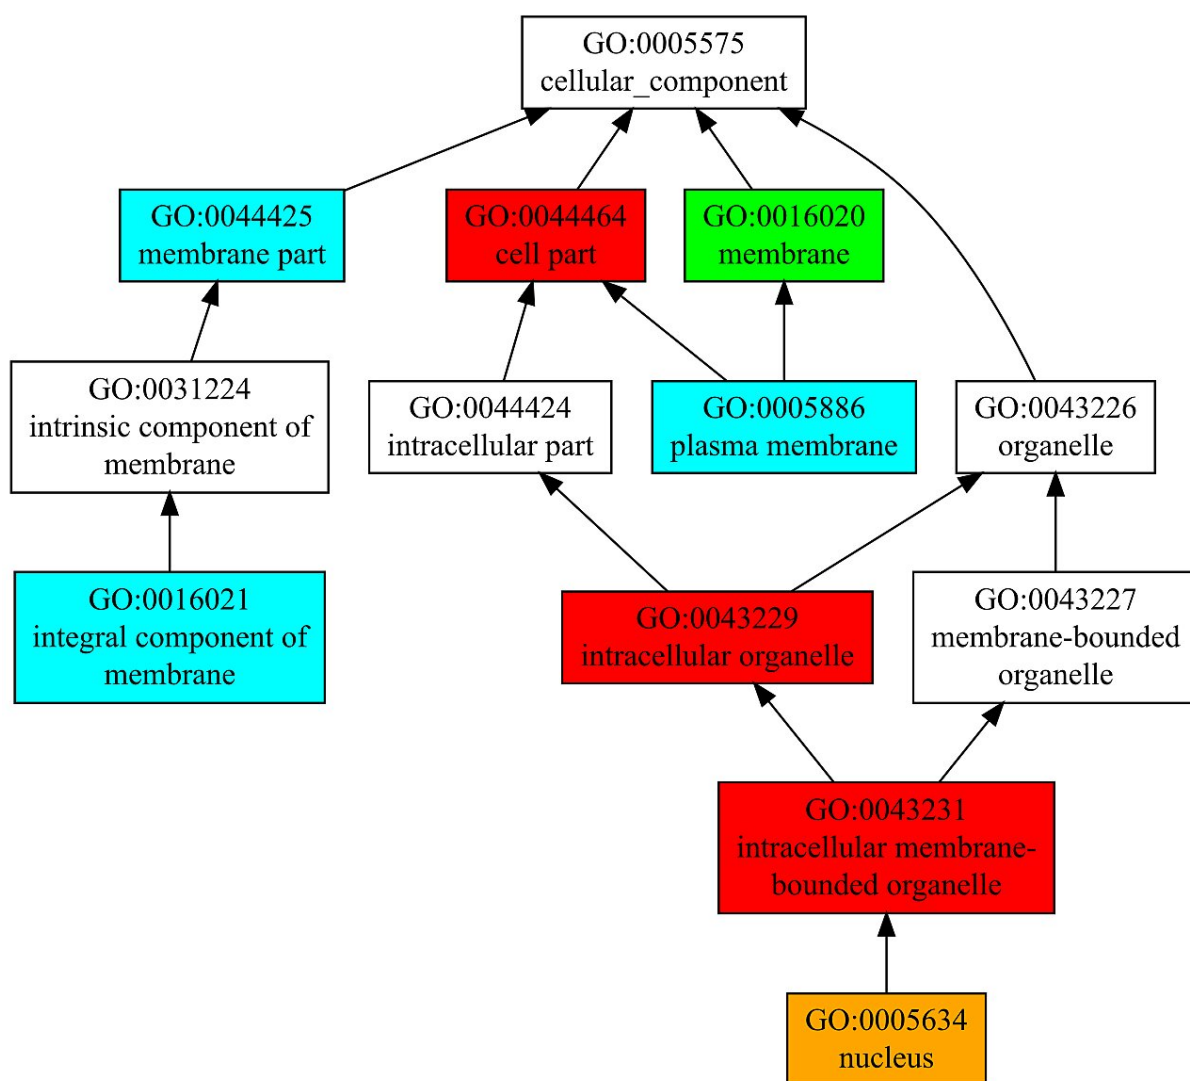 GO:0005575
cellular_component
GO:0044425
membrane part
GO:0044464
cell part
GO:0016020
membrane
GO:0031224
intrinsic component of
membrane
GO:0044424
intracellular part
GO:0005886
plasma membrane
GO:0043226
organelle
GO:0016021
integral component of
membrane
GO:0043229
intracellular organelle
GO:0043227
membrane-bounded
organelle
GO:0043231
intracellular membrane-
bounded organelle
GO:0005634
nucleus